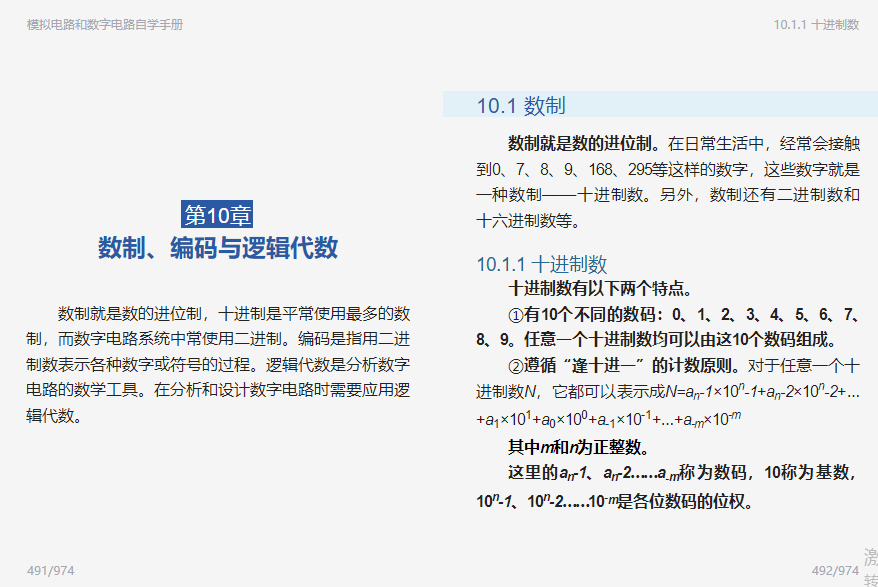 模拟电路和数字电路自学手册
10.1.1 十进制数
第10章
数制、编码与逻辑代数
数制就是数的进位制，十进制是平常使用最多的数
制，而数字电路系统中常使用二进制。编码是指用二进
制数表示各种数字或符号的过程。逻辑代数是分析数字
电路的数学工具。在分析和设计数字电路时需要应用逻
辑代数。
10.1 数制
数制就是数的进位制。在日常生活中，经常会接触
到0、7、8、9、168、295等这样的数字，这些数字就是
一种数制——十进制数。另外，数制还有二进制数和
十六进制数等。
10.1.1 十进制数
十进制数有以下两个特点。
①有10个不同的数码：0、1、2、3、4、5、6、7、
8、9。任意一个十进制数均可以由这10个数码组成。
②遵循“逢十进一”的计数原则。对于任意一个十
进制数N，它都可以表示成N=aₙ-1×10ⁿ-1+aₙ-2×10ⁿ-2+…
+a₁×10¹+a₀×10⁰+a₋₁×10⁻¹+…+a₋ₘ×10⁻ᵐ
其中m和n为正整数。
这里的aₙ-1、aₙ-2……a₋ₘ称为数码，10称为基数，
10ⁿ-1、10ⁿ-2……10⁻ᵐ是各位数码的位权。
491/974
492/974
激
转